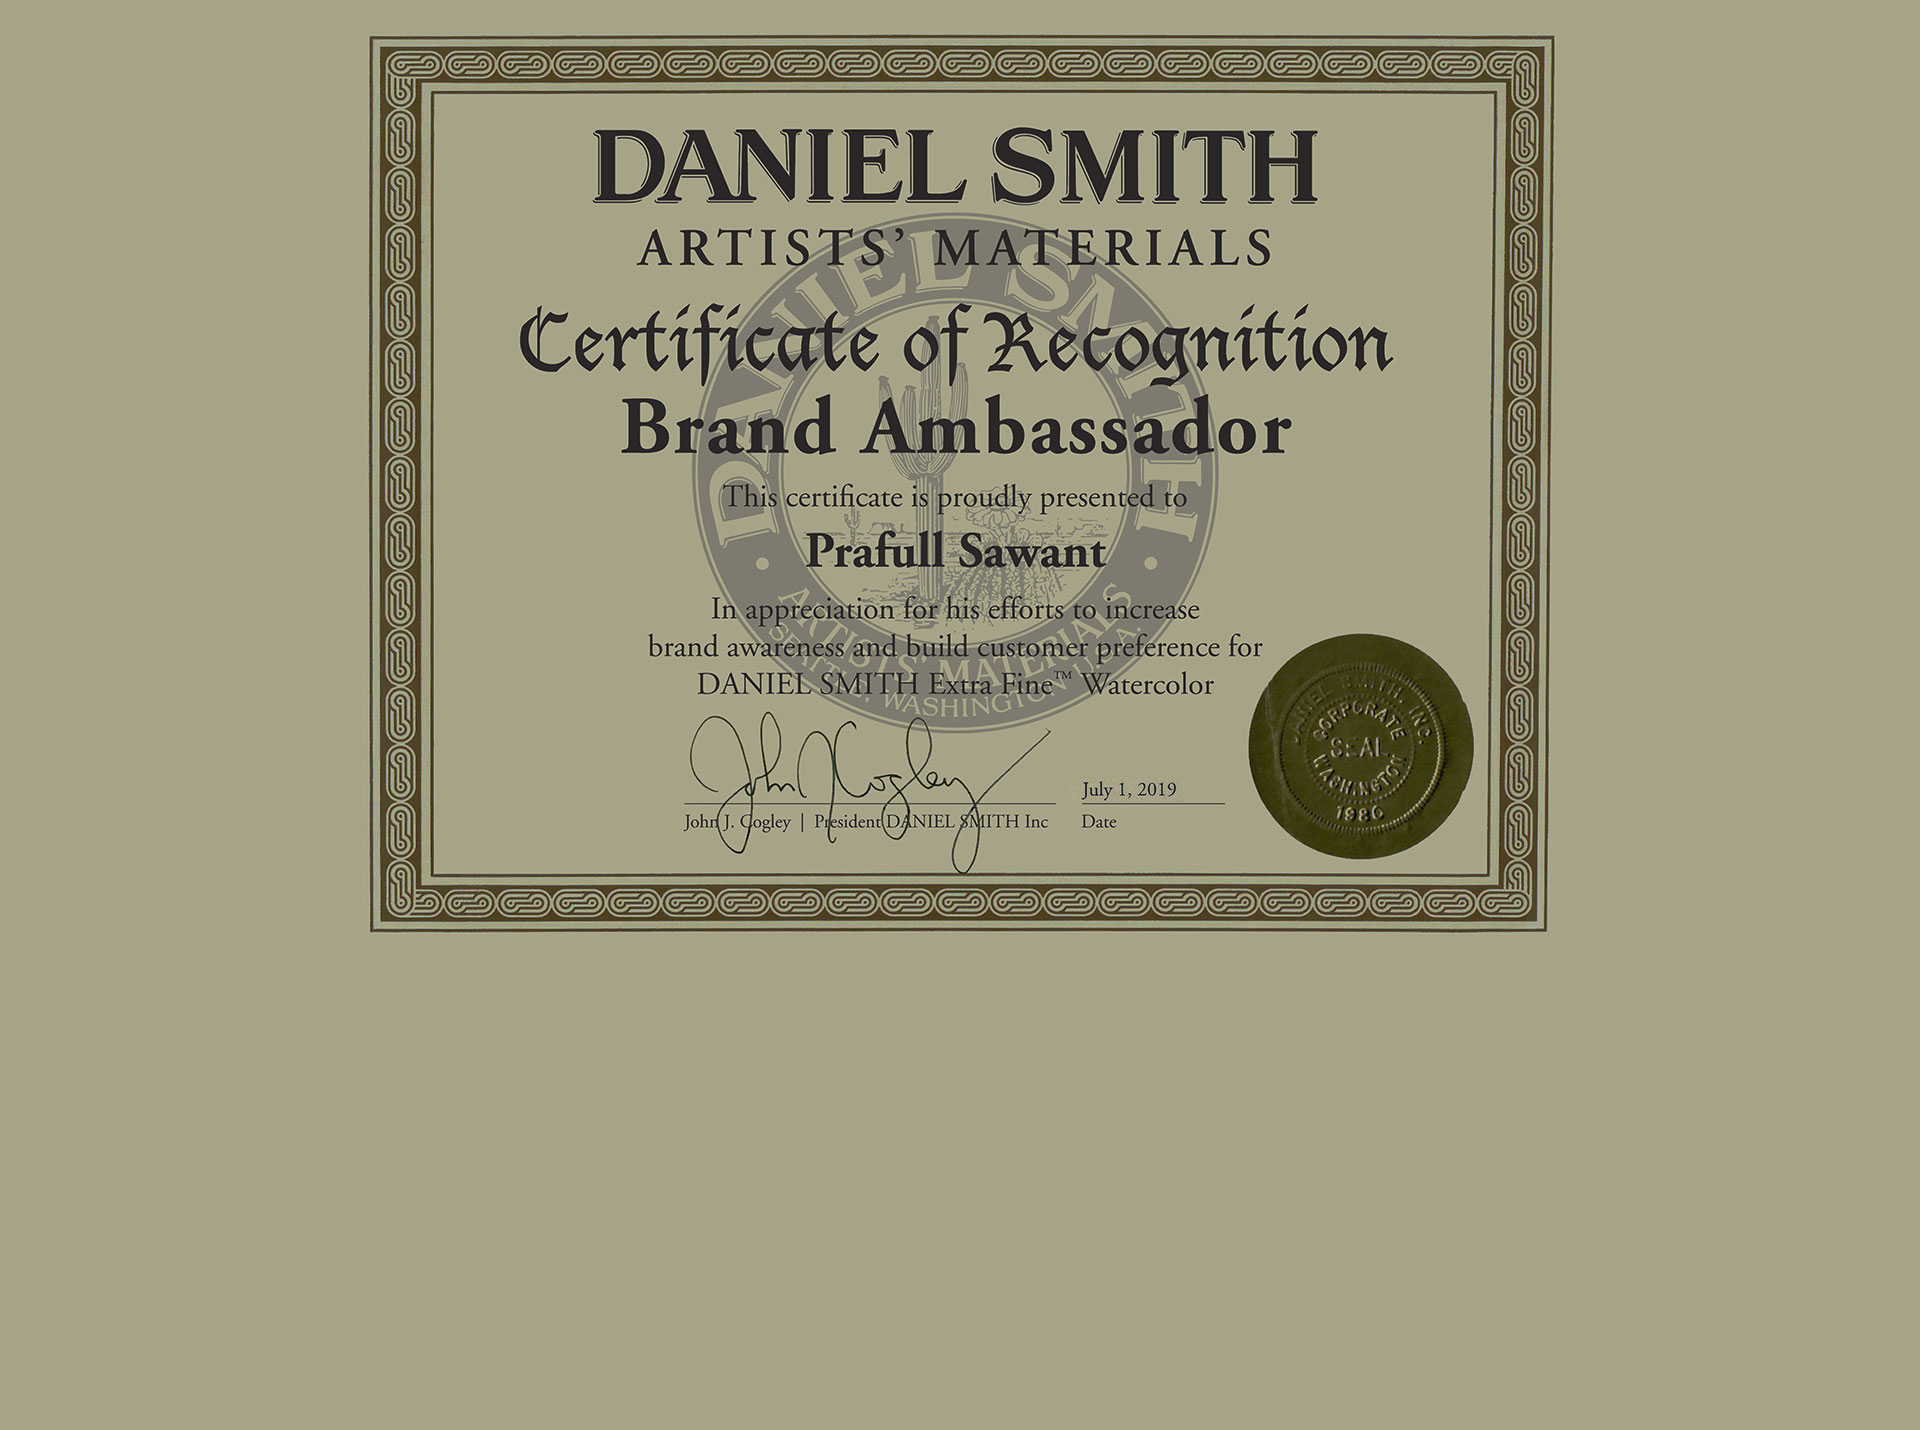 DANIEL SMITH
ARTISTS’ MATERIALS
Certificate of Recognition
Brand Ambassador
This certificate is proudly presented to
Prafull Sawant
In appreciation for his efforts to increase
brand awareness and build customer preference for
DANIEL SMITH Extra Fine™ Watercolor
DANIEL SMITH
ARTISTS' MATERIALS
SEATTLE, WASHINGTON U.S.A.
John J Cogley
July 1, 2019
John J. Cogley | President DANIEL SMITH Inc
Date
DANIEL SMITH, INC.
CORPORATE
SEAL
WASHINGTON
1986